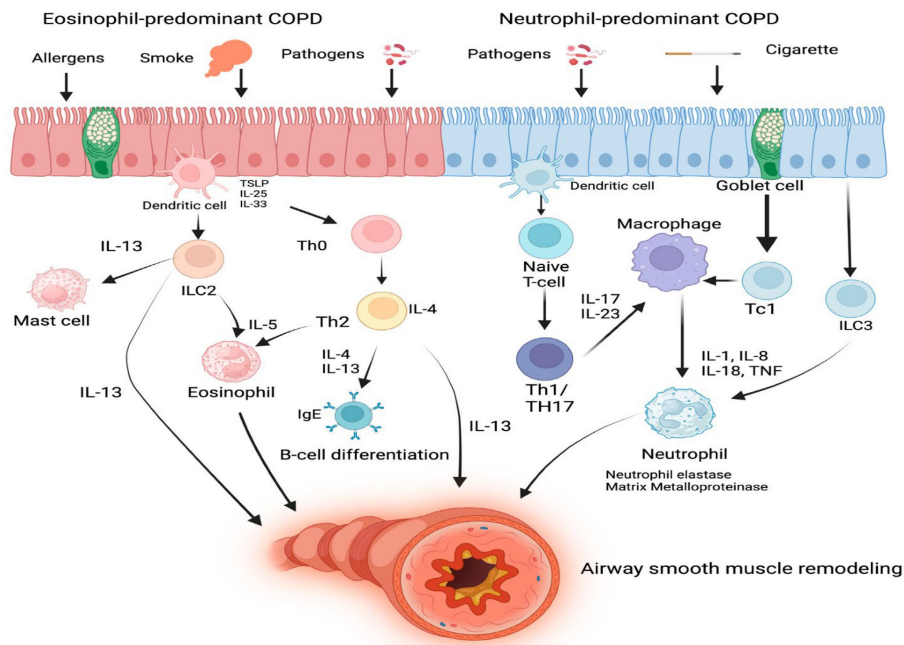 Eosinophil-predominant COPD
Neutrophil-predominant COPD
Allergens
Smoke
Pathogens
Pathogens
Cigarette
Dendritic cell
TSLP
IL-25
IL-33
Dendritic cell
Goblet cell
IL-13
ILC2
Th0
Naive
T-cell
Macrophage
Tc1
ILC3
Mast cell
IL-5
Th2
IL-4
IL-17
IL-23
IL-13
Eosinophil
IL-4
IL-13
IgE
B-cell differentiation
IL-13
Th1/
TH17
IL-1, IL-8
IL-18, TNF
Neutrophil
Neutrophil elastase
Matrix Metalloproteinase
Airway smooth muscle remodeling